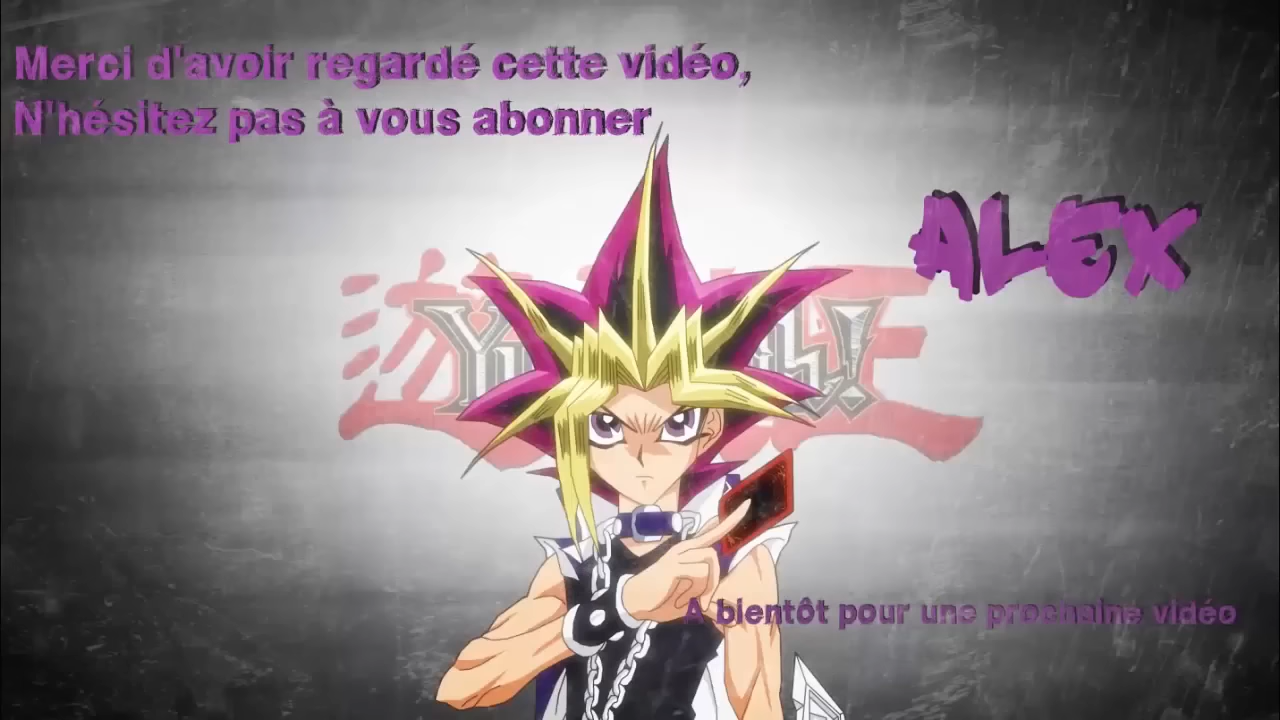 Merci d'avoir regardé cette vidéo,
N'hésitez pas à vous abonner
ALEX
A bientôt pour une prochaine vidéo